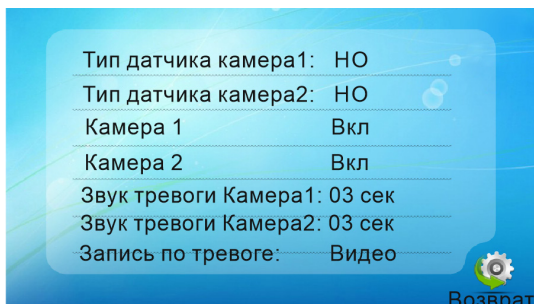 Тип датчика камера1: НО
Тип датчика камера2: НО
Камера 1 Вкл
Камера 2 Вкл
Звук тревоги Камера1: 03 сек
Звук тревоги Камера2: 03 сек
Запись по тревоге: Видео
Возврат